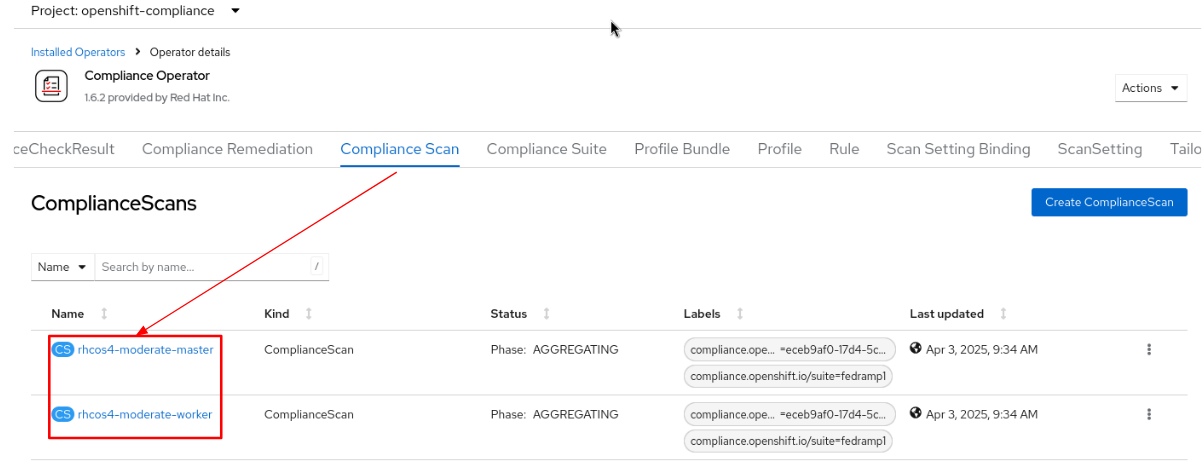 Project: openshift-compliance
Installed Operators > Operator details
Compliance Operator
1.6.2 provided by Red Hat Inc.
Actions
ceCheckResult Compliance Remediation Compliance Scan Compliance Suite Profile Bundle Profile Rule Scan Setting Binding ScanSetting Tailo
ComplianceScans
Create ComplianceScan
Name Search by name... /
Name Kind Status Labels Last updated
CS rhcos4-moderate-master ComplianceScan Phase: AGGREGATING compliance.ope... =eceb9af0-17d4-5c... Apr 3, 2025, 9:34 AM
compliance.openshift.io/suite=fedramp1
CS rhcos4-moderate-worker ComplianceScan Phase: AGGREGATING compliance.ope... =eceb9af0-17d4-5c... Apr 3, 2025, 9:34 AM
compliance.openshift.io/suite=fedramp1